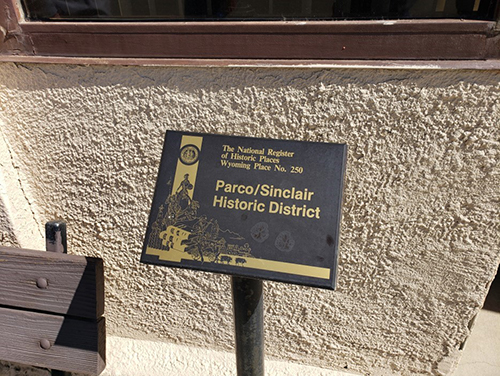 The National Register
of Historic Places
Wyoming Place No. 250
Parco/Sinclair
Historic District